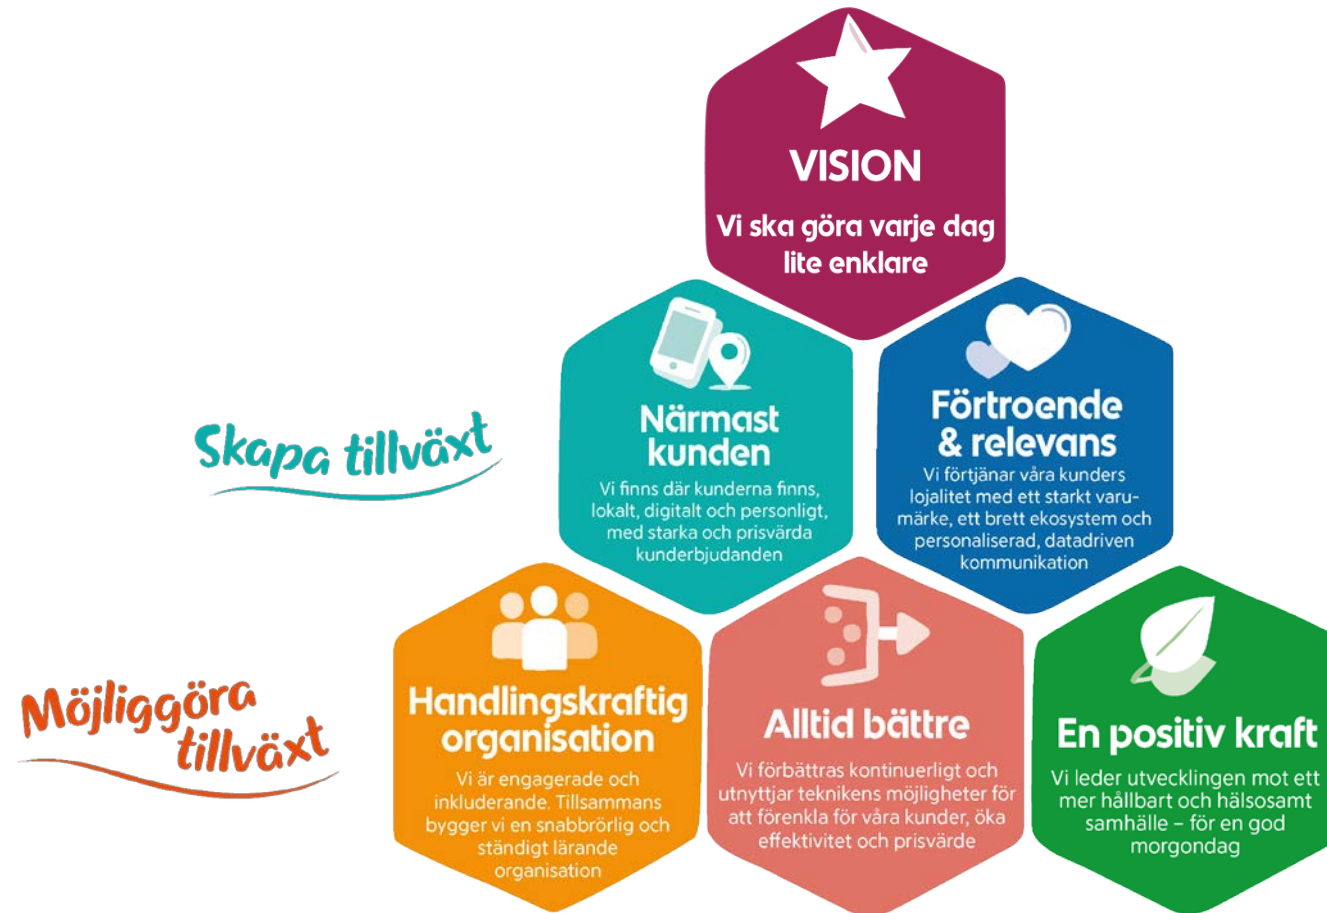 VISION
Vi ska göra varje dag
lite enklare
Skapa tillväxt
Närmast
kunden
Vi finns där kunderna finns,
lokalt, digitalt och personligt,
med starka och prisvärda
kunderbjudanden
Förtroende
& relevans
Vi förtjänar våra kunders
lojalitet med ett starkt varu-
märke, ett brett ekosystem och
personaliserad, datadriven
kommunikation
Möjliggöra
tillväxt
Handlingskraftig
organisation
Vi är engagerade och
inkluderande. Tillsammans
bygger vi en snabbrörlig och
ständigt lärande
organisation
Alltid bättre
Vi förbättras kontinuerligt och
utnyttjar teknikens möjligheter för
att förenkla för våra kunder, öka
effektivitet och prisvärde
En positiv kraft
Vi leder utvecklingen mot ett
mer hållbart och hälsosamt
samhälle – för en god
morgondag